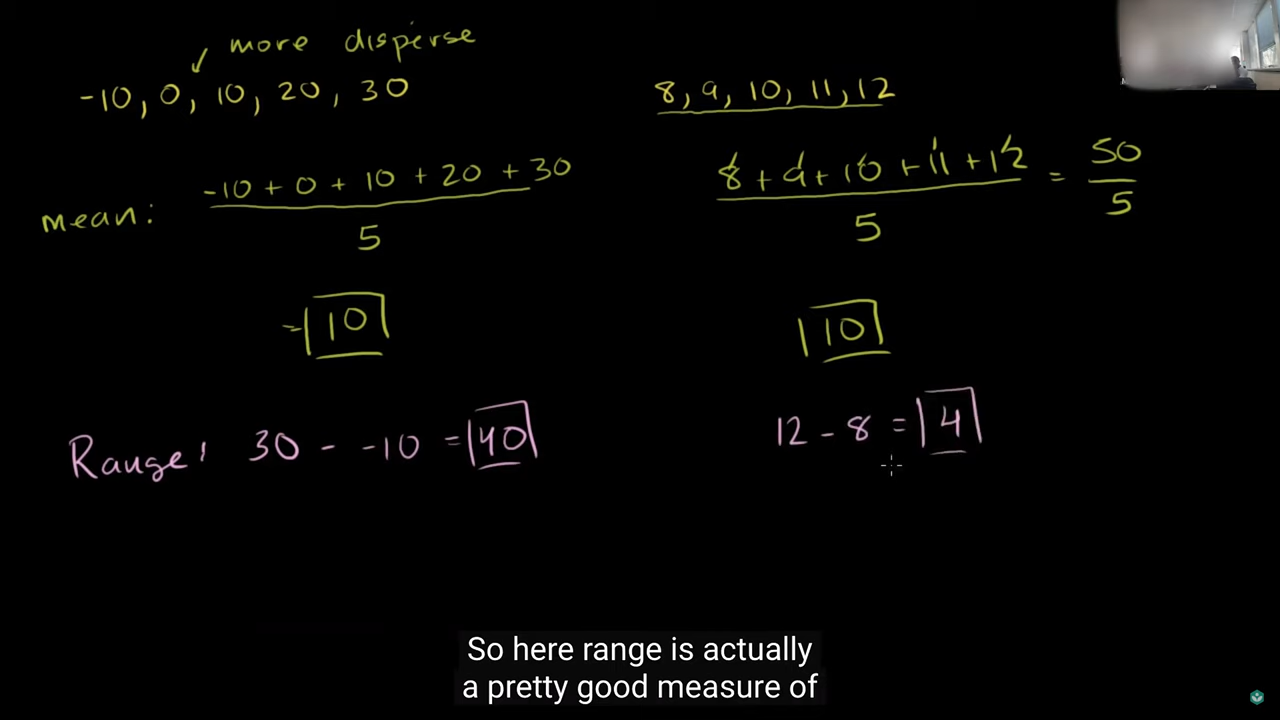 more disperse
-10, 0, 10, 20, 30
8, 9, 10, 11, 12
mean: -10 + 0 + 10 + 20 + 30
5
8 + 9 + 10 + 11 + 12 = 50
5 5
= 10
10
Range: 30 - -10 = 40
12 - 8 = 4
So here range is actually
a pretty good measure of